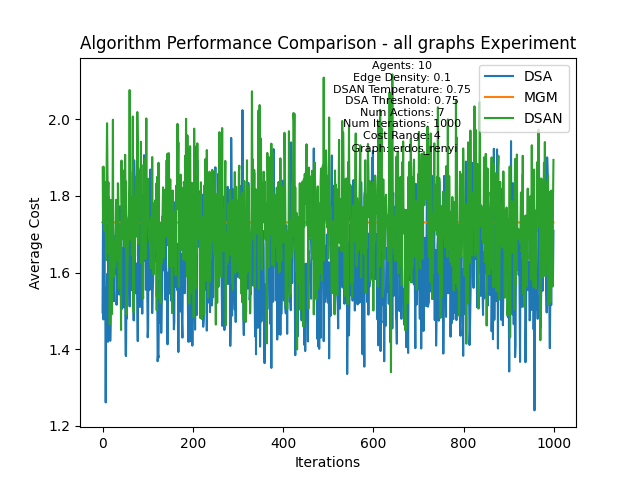 Algorithm Performance Comparison - all graphs Experiment
Agents: 10
Edge Density: 0.1
DSAN Temperature: 0.75
DSA Threshold: 0.75
Num Actions: 7
Num Iterations: 1000
Cost Range: 4
Graph: erdos_renyi
DSA
MGM
DSAN
Average Cost
2.0
1.8
1.6
1.4
1.2
0
200
400
600
800
1000
Iterations